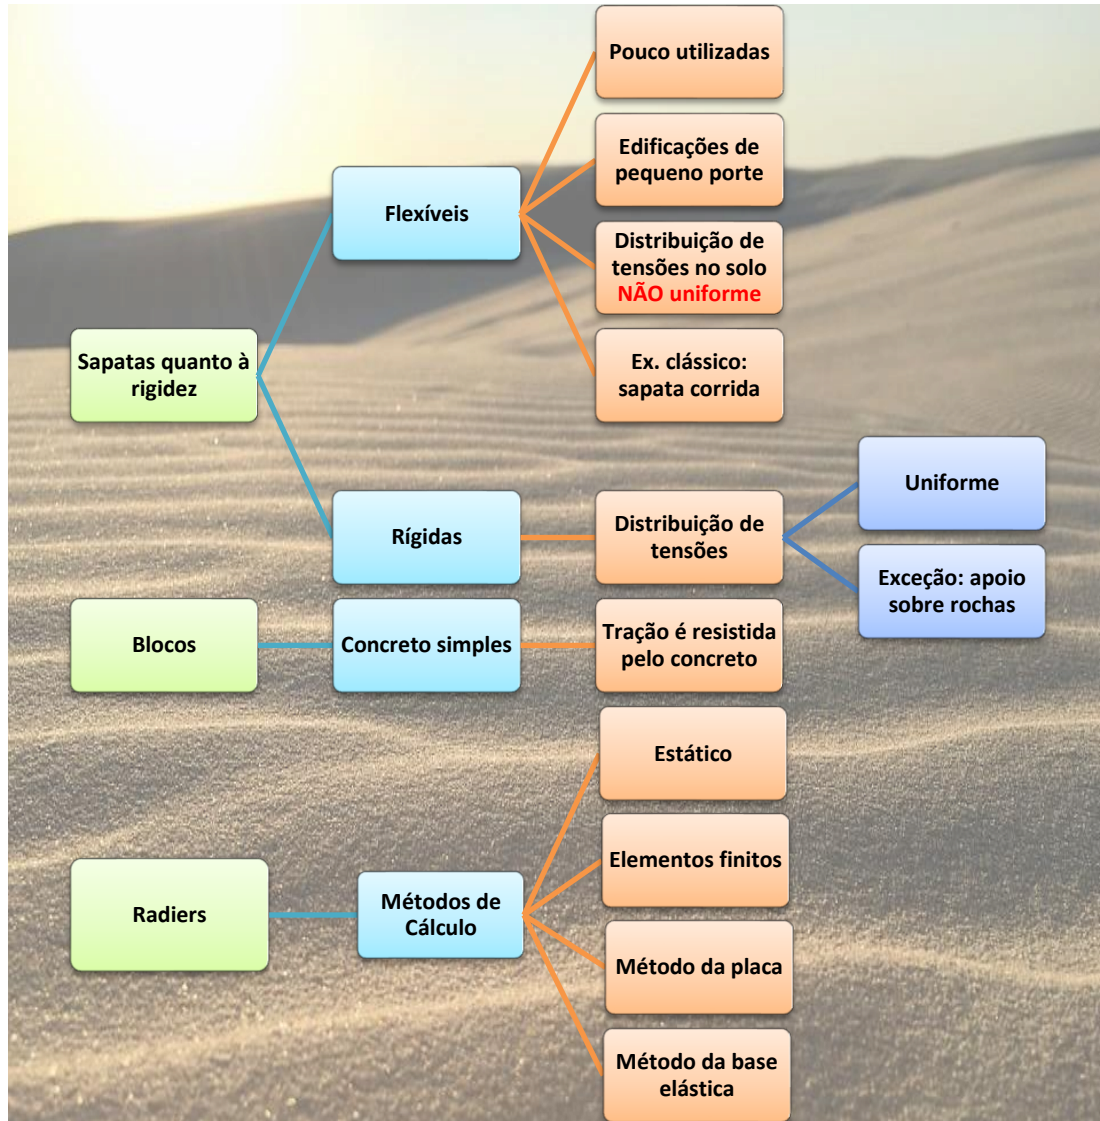 Pouco utilizadas
Edificações de
pequeno porte
Flexíveis
Distribuição de
tensões no solo
NÃO uniforme
Sapatas quanto à
rigidez
Ex. clássico:
sapata corrida
Uniforme
Rígidas
Distribuição de
tensões
Exceção: apoio
sobre rochas
Blocos
Concreto simples
Tração é resistida
pelo concreto
Estático
Elementos finitos
Radiers
Métodos de
Cálculo
Método da placa
Método da base
elástica